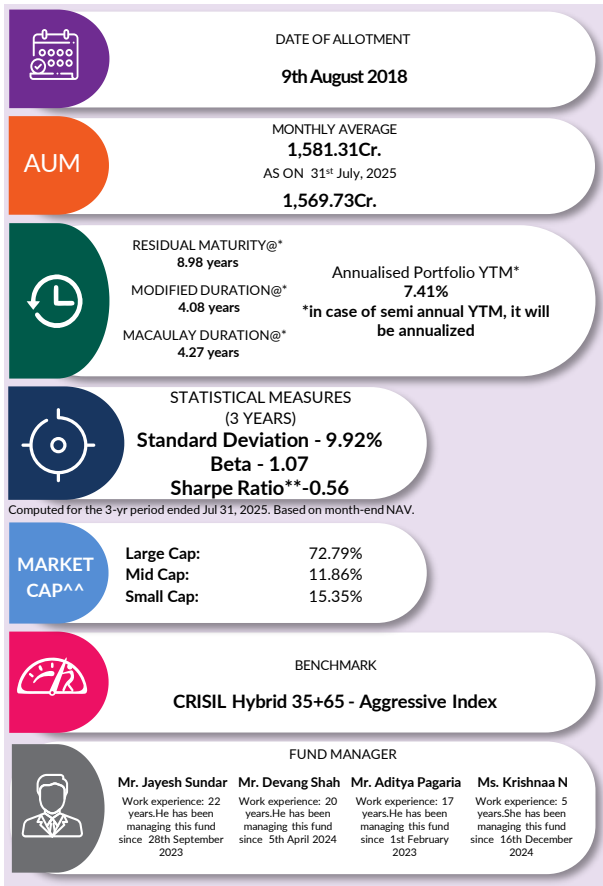 DATE OF ALLOTMENT
9th August 2018
AUM
MONTHLY AVERAGE
1,581.31Cr.
AS ON 31st July, 2025
1,569.73Cr.
RESIDUAL MATURITY@*
8.98 years
MODIFIED DURATION@*
4.08 years
MACAULAY DURATION@*
4.27 years
Annualised Portfolio YTM*
7.41%
*in case of semi annual YTM, it will
be annualized
STATISTICAL MEASURES
(3 YEARS)
Standard Deviation - 9.92%
Beta - 1.07
Sharpe Ratio**-0.56
Computed for the 3-yr period ended Jul 31, 2025. Based on month-end NAV.
MARKET
CAP^^
Large Cap: 72.79%
Mid Cap: 11.86%
Small Cap: 15.35%
BENCHMARK
CRISIL Hybrid 35+65 - Aggressive Index
FUND MANAGER
Mr. Jayesh Sundar
Work experience: 22
years.He has been
managing this fund
since 28th September
2023
Mr. Devang Shah
Work experience: 20
years.He has been
managing this fund
since 5th April 2024
Mr. Aditya Pagaria
Work experience: 17
years.He has been
managing this fund
since 1st February
2023
Ms. Krishnaa N
Work experience: 5
years.She has been
managing this fund
since 16th December
2024